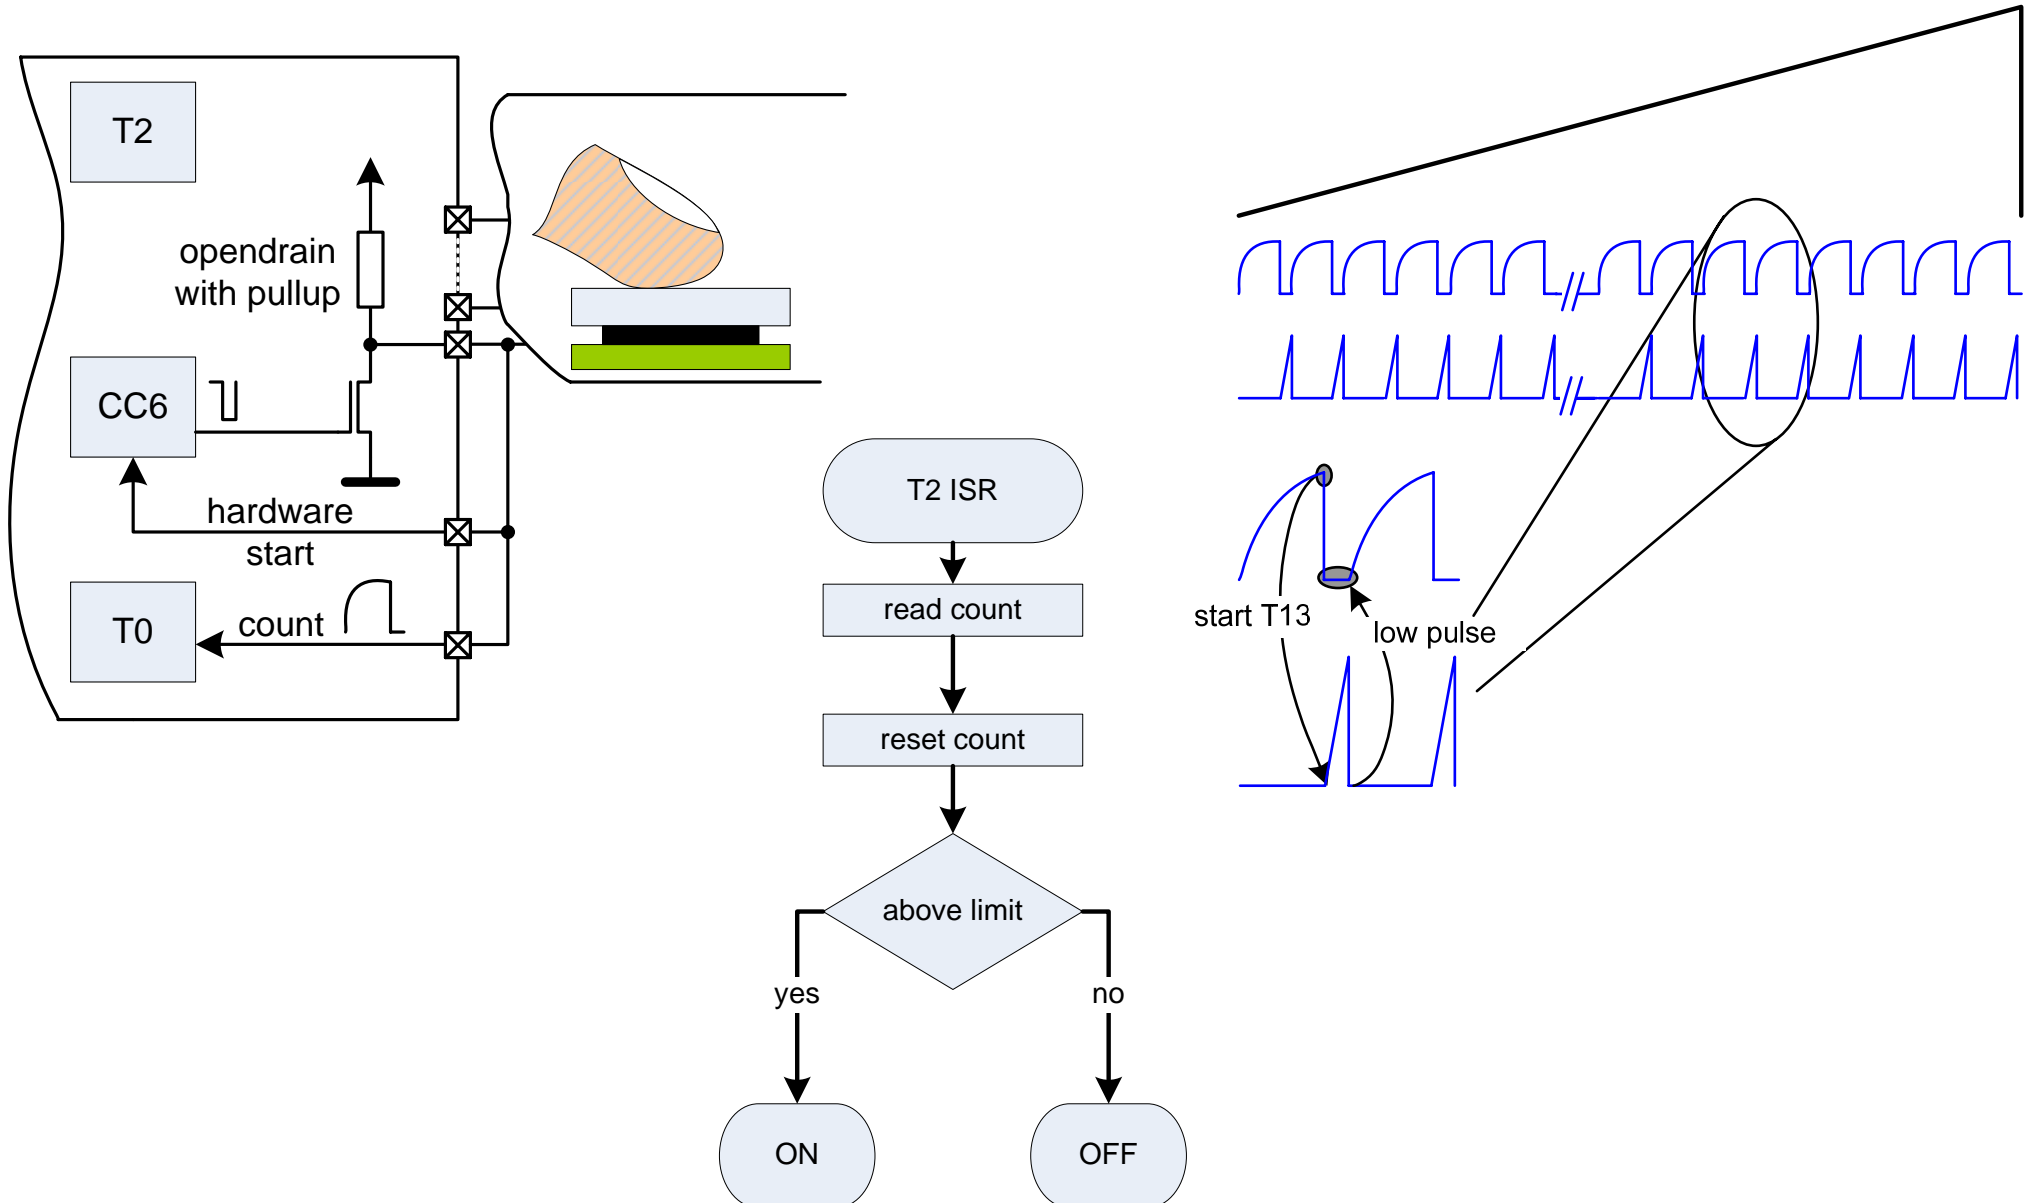 T2
opendrain
with pullup
CC6
hardware
start
T0
count
T2 ISR
read count
reset count
above limit
yes
no
ON
OFF
start T13
low pulse